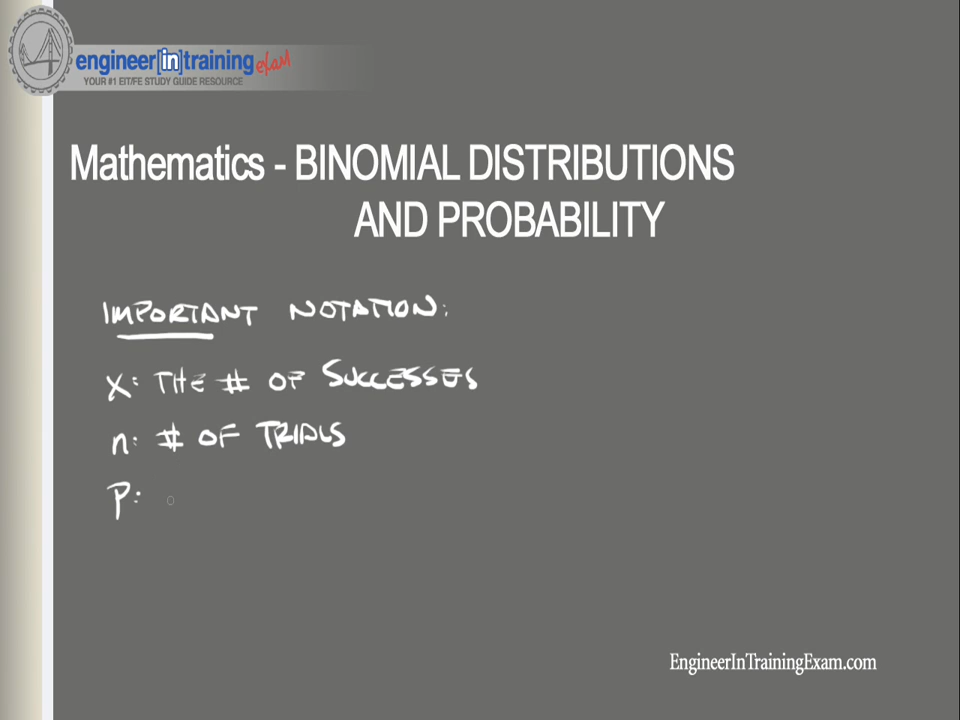 engineer[in]training exam
YOUR #1 EIT/FE STUDY GUIDE RESOURCE
Mathematics - BINOMIAL DISTRIBUTIONS
AND PROBABILITY
IMPORTANT NOTATION:
X: THE # OF SUCCESSES
n: # OF TRIALS
P:
EngineerInTrainingExam.com